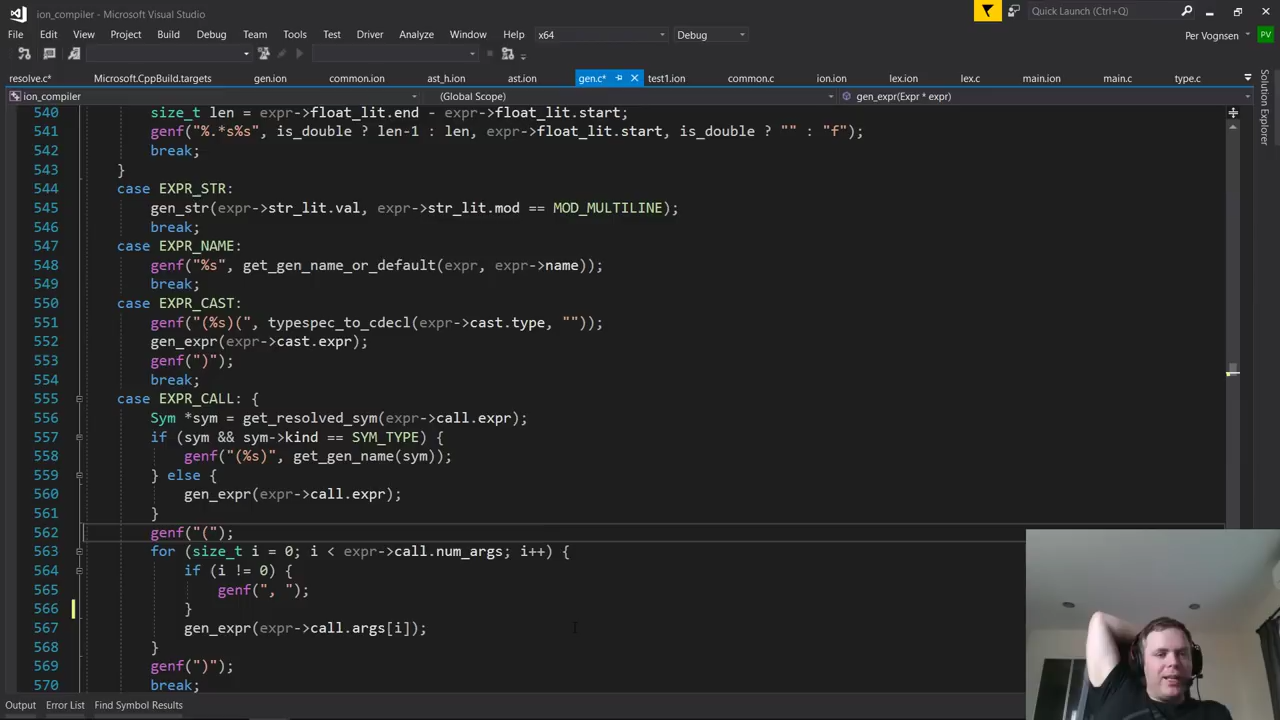 ion_compiler - Microsoft Visual Studio
Quick Launch (Ctrl+Q)
File Edit View Project Build Debug Team Tools Test Driver Analyze Window Help x64 Debug Per Vognsen PV
resolve.c* Microsoft.CppBuild.targets gen.ion common.ion ast_h.ion ast.ion gen.c* test1.ion common.c ion.ion lex.ion lex.c main.ion main.c type.c
ion_compiler (Global Scope) gen_expr(Expr * expr)
Solution Explorer
540 size_t len = expr->float_lit.end - expr->float_lit.start;
541 genf("%.*s%s", is_double ? len-1 : len, expr->float_lit.start, is_double ? "" : "f");
542 break;
543 }
544 case EXPR_STR:
545 gen_str(expr->str_lit.val, expr->str_lit.mod == MOD_MULTILINE);
546 break;
547 case EXPR_NAME:
548 genf("%s", get_gen_name_or_default(expr, expr->name));
549 break;
550 case EXPR_CAST:
551 genf("(%s)(", typespec_to_cdecl(expr->cast.type, ""));
552 gen_expr(expr->cast.expr);
553 genf(")");
554 break;
555 case EXPR_CALL: {
556 Sym *sym = get_resolved_sym(expr->call.expr);
557 if (sym && sym->kind == SYM_TYPE) {
558 genf("(%s)", get_gen_name(sym));
559 } else {
560 gen_expr(expr->call.expr);
561 }
562 genf("(");
563 for (size_t i = 0; i < expr->call.num_args; i++) {
564 if (i != 0) {
565 genf(", ");
566 }
567 gen_expr(expr->call.args[i]);
568 }
569 genf(")");
570 break;
Output Error List Find Symbol Results